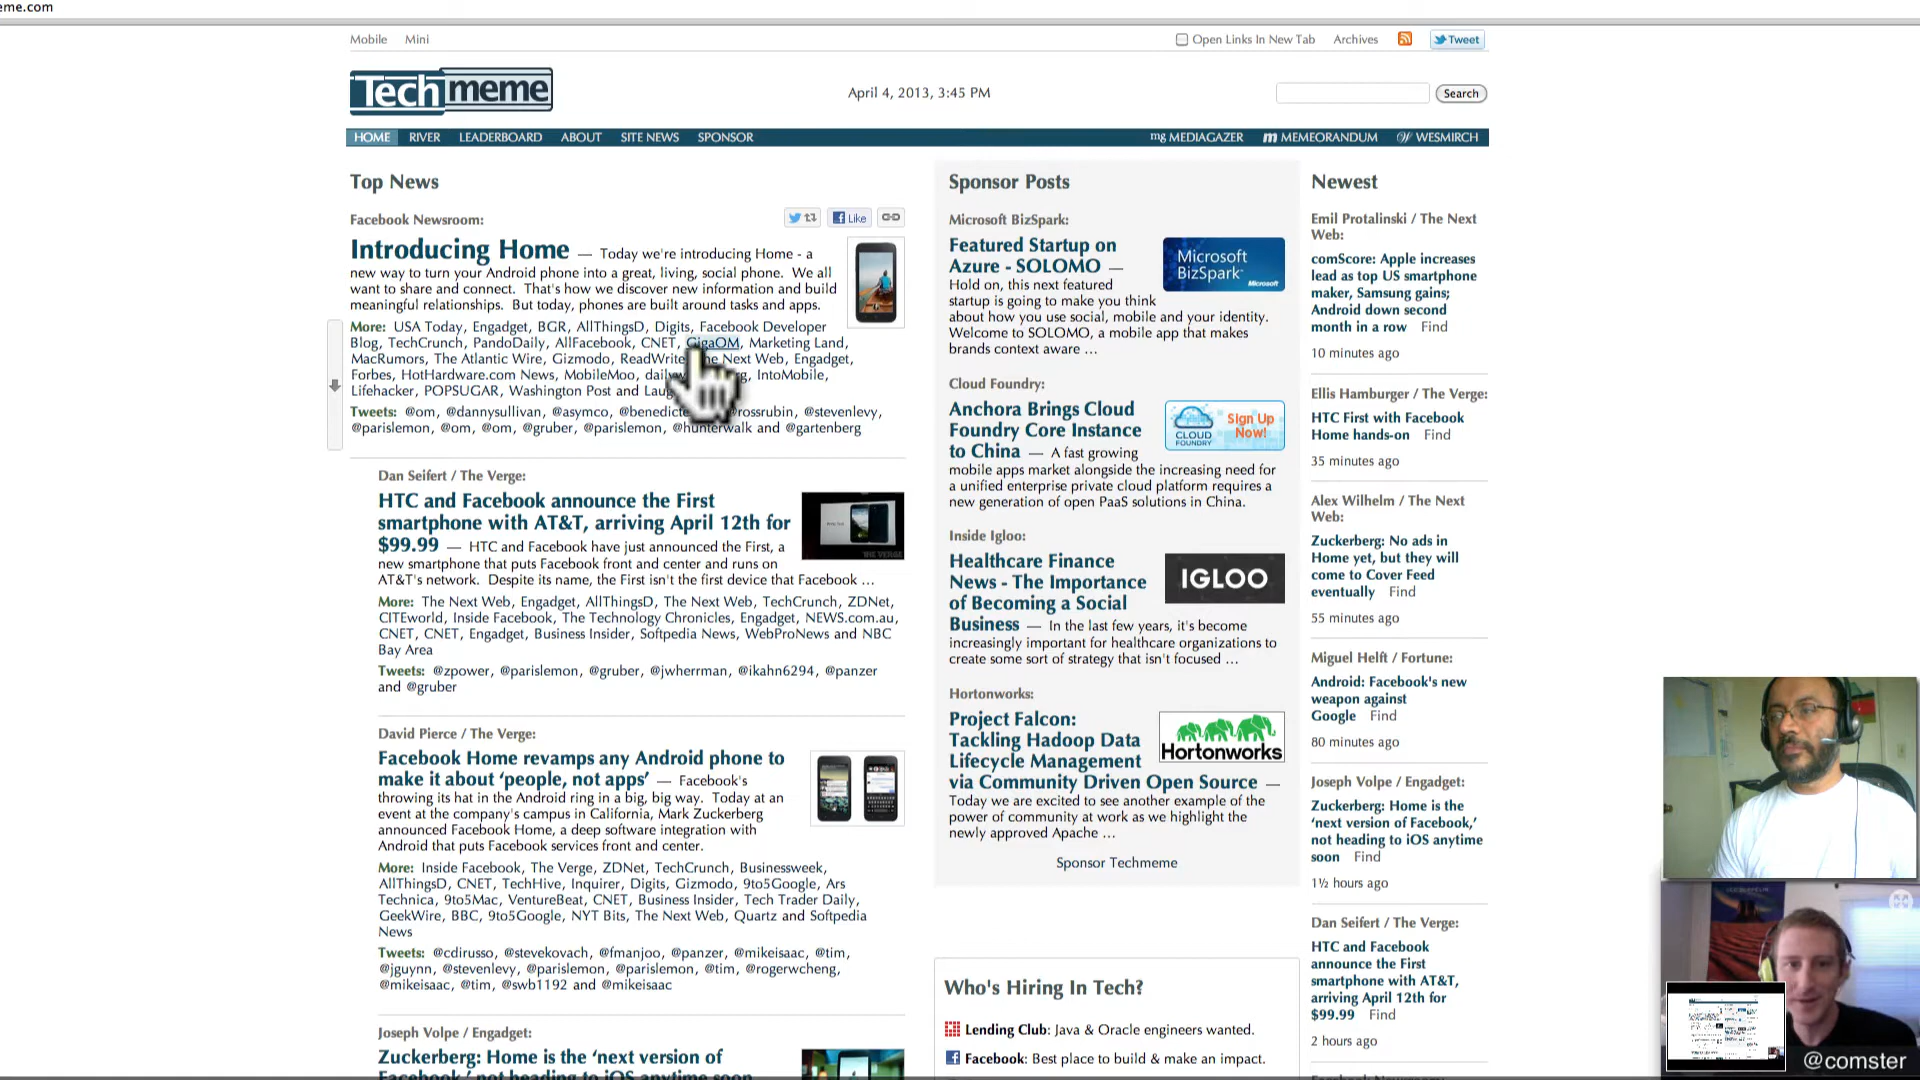 eme.com
Mobile Mini
Open Links In New Tab Archives Tweet
Techmeme
April 4, 2013, 3:45 PM
Search
HOME RIVER LEADERBOARD ABOUT SITE NEWS SPONSOR
mg MEDIAGAZER m MEMEORANDUM W WESMIRCH
Top News
Facebook Newsroom:
Like
Introducing Home — Today we're introducing Home - a
new way to turn your Android phone into a great, living, social phone. We all
want to share and connect. That's how we discover new information and build
meaningful relationships. But today, phones are built around tasks and apps.
More: USA Today, Engadget, BGR, AllThingsD, Digits, Facebook Developer
Blog, TechCrunch, PandoDaily, AllFacebook, CNET, GigaOM, Marketing Land,
MacRumors, The Atlantic Wire, Gizmodo, ReadWrite, The Next Web, Engadget,
Forbes, HotHardware.com News, MobileMoo, IntoMobile,
Lifehacker, POPSUGAR, Washington Post and
Tweets: @om, @dannysullivan, @asymco, @rossrubin, @stevenlevy,
@parislemon, @om, @om, @gruber, @parislemon, @hunterwalk and @gartenberg
Dan Seifert / The Verge:
HTC and Facebook announce the First
smartphone with AT&T, arriving April 12th for
$99.99 — HTC and Facebook have just announced the First, a
new smartphone that puts Facebook front and center and runs on
AT&T's network. Despite its name, the First isn't the first device that Facebook ...
More: The Next Web, Engadget, AllThingsD, The Next Web, TechCrunch, ZDNet,
CITEworld, Inside Facebook, The Technology Chronicles, Engadget, NEWS.com.au,
CNET, CNET, Engadget, Business Insider, Softpedia News, WebProNews and NBC
Bay Area
Tweets: @zpower, @parislemon, @gruber, @jwherrman, @ikahn6294, @panzer
and @gruber
David Pierce / The Verge:
Facebook Home revamps any Android phone to
make it about ‘people, not apps’ — Facebook's
throwing its hat in the Android ring in a big, big way. Today at an
event at the company's campus in California, Mark Zuckerberg
announced Facebook Home, a deep software integration with
Android that puts Facebook services front and center.
More: Inside Facebook, The Verge, ZDNet, TechCrunch, Businessweek,
AllThingsD, CNET, TechHive, Inquirer, Digits, Gizmodo, 9to5Google, Ars
Technica, 9to5Mac, VentureBeat, CNET, Business Insider, Tech Trader Daily,
GeekWire, BBC, 9to5Google, NYT Bits, The Next Web, Quartz and Softpedia
News
Tweets: @cdirusso, @stevekovach, @fmanjoo, @panzer, @mikeisaac, @tim,
@jguynn, @stevenlevy, @parislemon, @parislemon, @tim, @rogerwcheng,
@mikeisaac, @tim, @swb1192 and @mikeisaac
Joseph Volpe / Engadget:
Zuckerberg: Home is the ‘next version of
Facebook,’ not heading to iOS anytime soon
Sponsor Posts
Microsoft BizSpark:
Featured Startup on
Azure - SOLOMO —
Hold on, this next featured
startup is going to make you think
about how you use social, mobile and your identity.
Welcome to SOLOMO, a mobile app that makes
brands context aware ...
Microsoft
BizSpark
Microsoft
Cloud Foundry:
Anchora Brings Cloud
Foundry Core Instance
to China — A fast growing
mobile apps market alongside the increasing need for
a unified enterprise private cloud platform requires a
new generation of open PaaS solutions in China.
CLOUD
FOUNDRY
Sign Up
Now!
Inside Igloo:
Healthcare Finance
News - The Importance
of Becoming a Social
Business — In the last few years, it's become
increasingly important for healthcare organizations to
create some sort of strategy that isn't focused ...
IGLOO
Hortonworks:
Project Falcon:
Tackling Hadoop Data
Lifecycle Management
via Community Driven Open Source —
Today we are excited to see another example of the
power of community at work as we highlight the
newly approved Apache ...
Hortonworks
Sponsor Techmeme
Who's Hiring In Tech?
Lending Club: Java & Oracle engineers wanted.
Facebook: Best place to build & make an impact.
Newest
Emil Protalinski / The Next
Web:
comScore: Apple increases
lead as top US smartphone
maker, Samsung gains;
Android down second
month in a row Find
10 minutes ago
Ellis Hamburger / The Verge:
HTC First with Facebook
Home hands-on Find
35 minutes ago
Alex Wilhelm / The Next
Web:
Zuckerberg: No ads in
Home yet, but they will
come to Cover Feed
eventually Find
55 minutes ago
Miguel Helft / Fortune:
Android: Facebook's new
weapon against
Google Find
80 minutes ago
Joseph Volpe / Engadget:
Zuckerberg: Home is the
‘next version of Facebook,’
not heading to iOS anytime
soon Find
1½ hours ago
Dan Seifert / The Verge:
HTC and Facebook
announce the First
smartphone with AT&T,
arriving April 12th for
$99.99 Find
2 hours ago
@comster